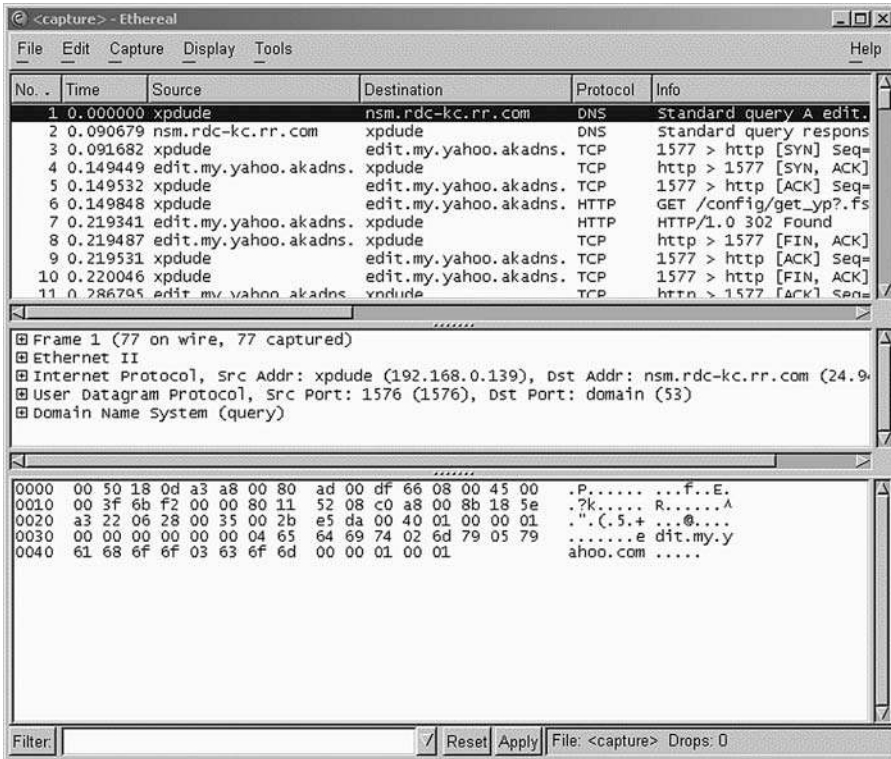 <capture> - Ethereal
File Edit Capture Display Tools Help
No. . Time Source Destination Protocol Info
1 0.000000 xpdude nsm.rdc-kc.rr.com DNS Standard query A edit.
2 0.090679 nsm.rdc-kc.rr.com xpdude DNS Standard query respons
3 0.091682 xpdude edit.my.yahoo.akadns. TCP 1577 > http [SYN] Seq=
4 0.149449 edit.my.yahoo.akadns. xpdude TCP http > 1577 [SYN, ACK]
5 0.149532 xpdude edit.my.yahoo.akadns. TCP 1577 > http [ACK] Seq=
6 0.149848 xpdude edit.my.yahoo.akadns. HTTP GET /config/get_yp?.fs
7 0.219341 edit.my.yahoo.akadns. xpdude HTTP HTTP/1.0 302 Found
8 0.219487 edit.my.yahoo.akadns. xpdude TCP http > 1577 [FIN, ACK]
9 0.219531 xpdude edit.my.yahoo.akadns. TCP 1577 > http [ACK] Seq=
10 0.220046 xpdude edit.my.yahoo.akadns. TCP 1577 > http [FIN, ACK]
11 0.286795 edit.my.yahoo.akadns. xpdude TCP http > 1577 [ACK] Seq=
Frame 1 (77 on wire, 77 captured)
Ethernet II
Internet Protocol, Src Addr: xpdude (192.168.0.139), Dst Addr: nsm.rdc-kc.rr.com (24.9
User Datagram Protocol, Src Port: 1576 (1576), Dst Port: domain (53)
Domain Name System (query)
0000 00 50 18 0d a3 a8 00 80 ad 00 df 66 08 00 45 00 .P...... ...f..E.
0010 00 3f 6b f2 00 00 80 11 52 08 c0 a8 00 8b 18 5e .?k..... R......^
0020 a3 22 06 28 00 35 00 2b e5 da 00 40 01 00 00 01 .".(.5.+ ...@....
0030 00 00 00 00 00 00 04 65 64 69 74 02 6d 79 05 79 .......e dit.my.y
0040 61 68 6f 6f 03 63 6f 6d 00 00 01 00 01 ahoo.com .....
Filter: Reset Apply File: <capture> Drops: 0